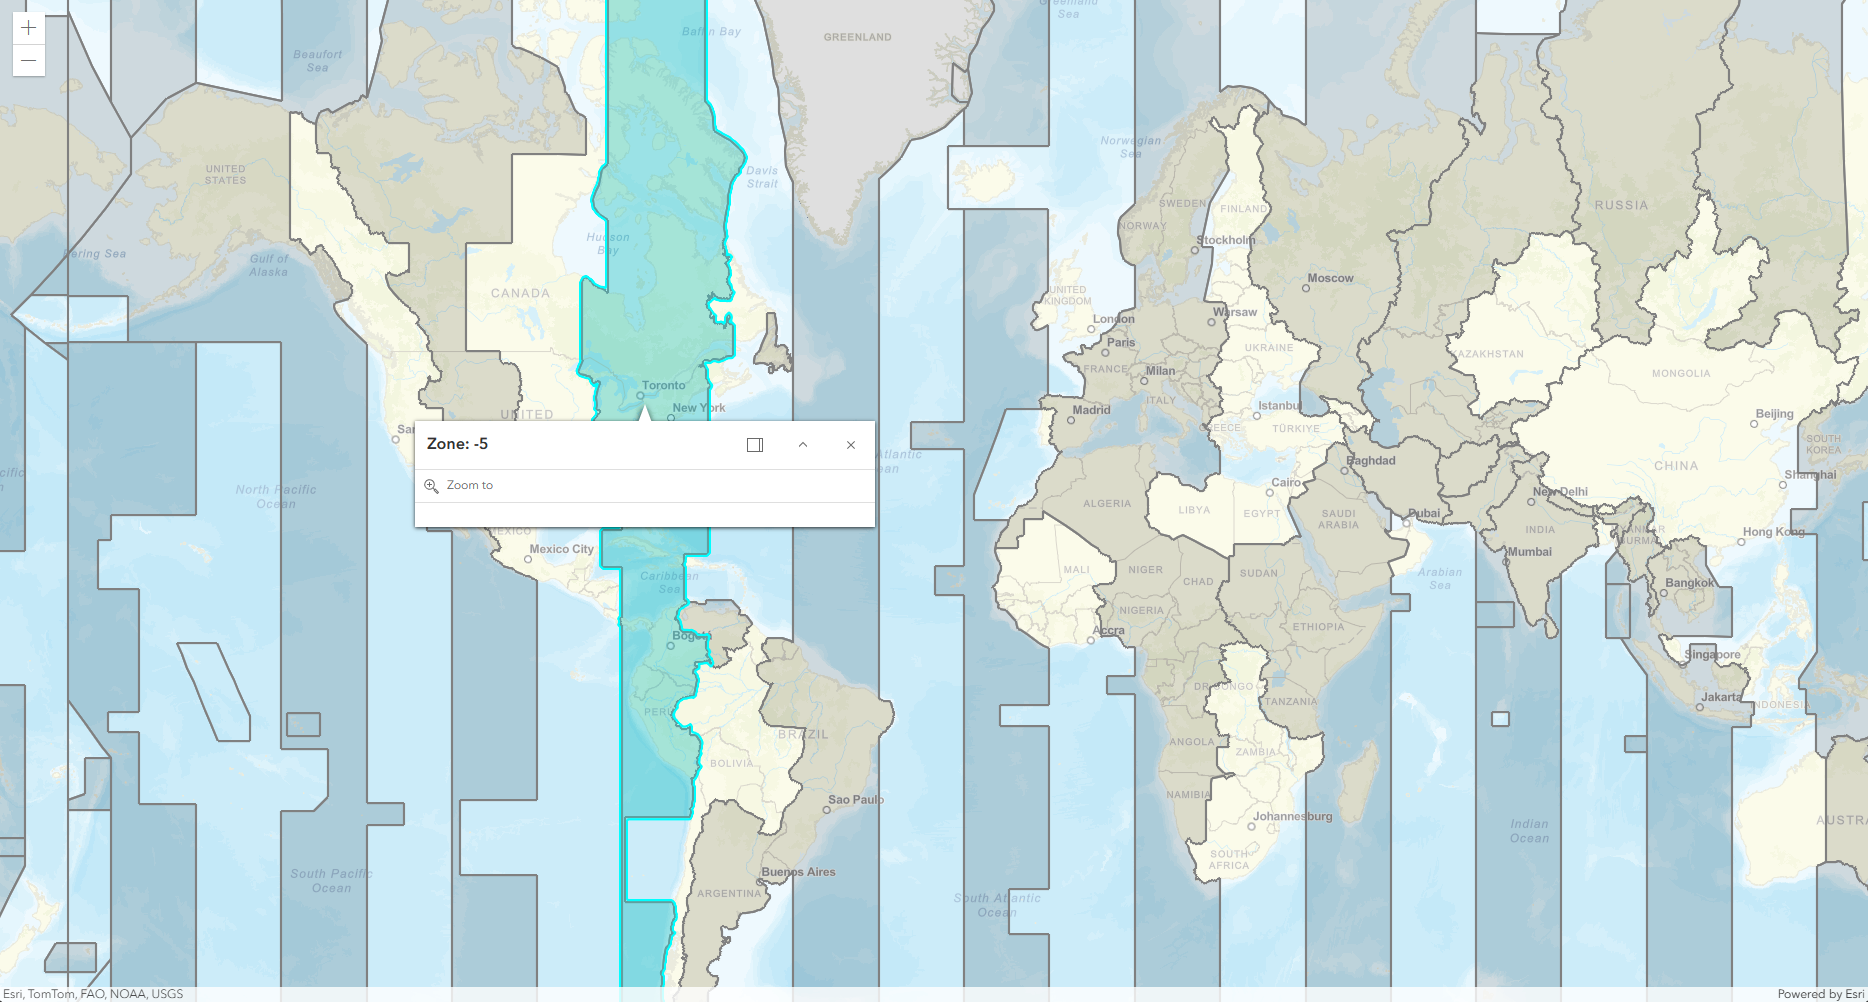 Baffin Bay
Greenland
Sea
GREENLAND
Beaufort
Sea
Norwegian
Sea
UNITED
STATES
Davis
Strait
RUSSIA
SWEDEN
FINLAND
NORWAY
Stockholm
Hudson
Bay
Bering Sea
Gulf of
Alaska
Moscow
CANADA
UNITED
KINGDOM
London
Warsaw
Paris
UKRAINE
AZAKHSTAN
FRANCE
Milan
MONGOLIA
Toronto
ITALY
New York
UNITED
Madrid
Istanbul
Beijing
GREECE
TÜRKIYE
San
SOUTH
KOREA
Zone: -5
Atlantic
ean
Baghdad
CHINA
Shanghai
Zoom to
cific
n
North Pacific
Ocean
Cairo
New Delhi
ALGERIA
LIBYA
EGYPT
SAUDI
ARABIA
Dubai
INDIA
MEXICO
Hong Kong
Mexico City
Mumbai
MALI
NIGER
CHAD
SUDAN
Arabian
Sea
Caribbean
Sea
Bangkok
NIGERIA
Accra
ETHIOPIA
Bogotá
Singapore
DR CONGO
Jakarta
TANZANIA
INDONESIA
PERU
BRAZIL
ANGOLA
ZAMBIA
BOLIVIA
NAMIBIA
Sao Paulo
Johannesburg
Indian
Ocean
AUSTRA
SOUTH
AFRICA
South Pacific
Ocean
Buenos Aires
ARGENTINA
South Atlantic
Ocean
Esri, TomTom, FAO, NOAA, USGS
Powered by Esri